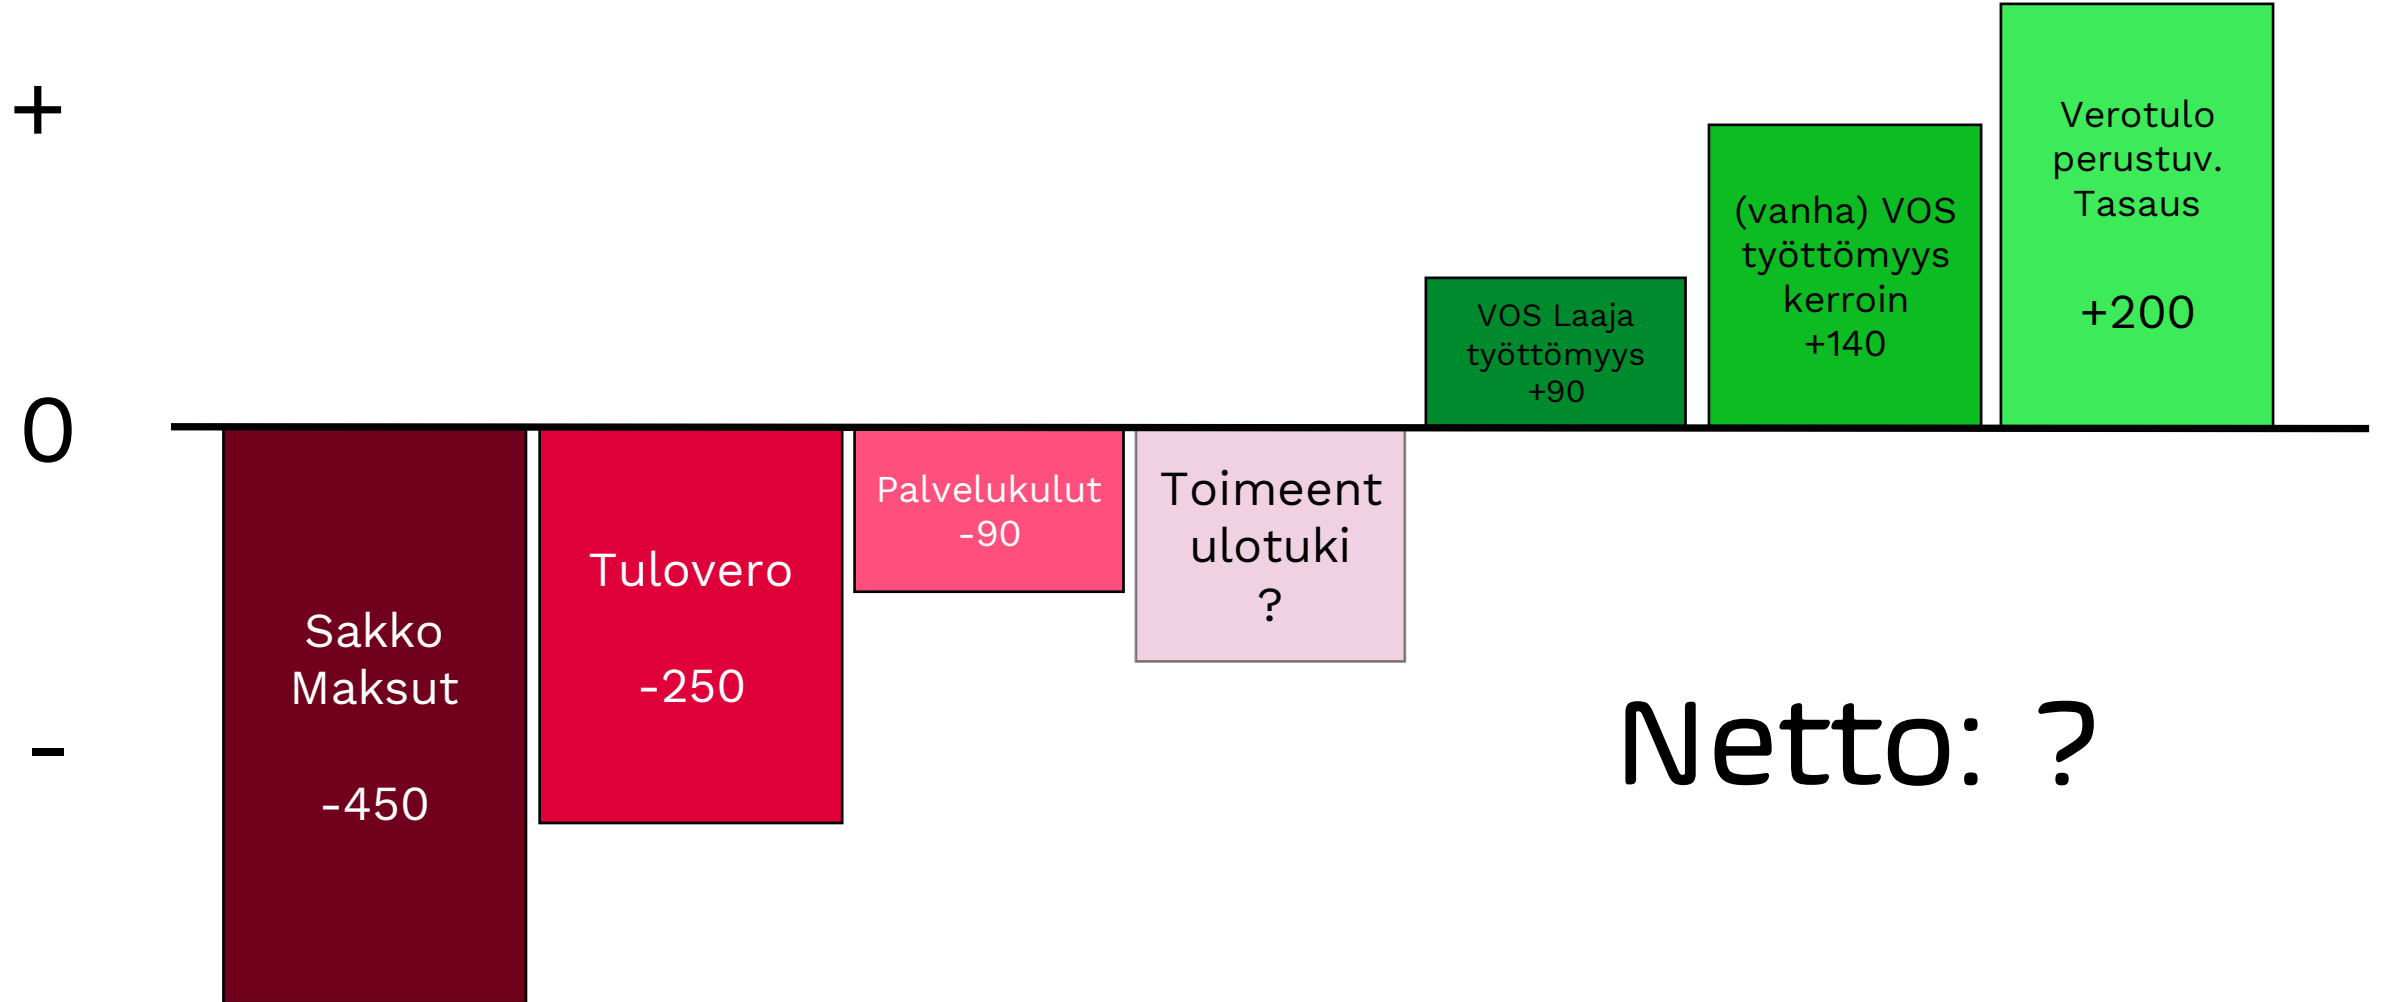 +
0
-
Sakko
Maksut
-450
Tulovero
-250
Palvelukulut
-90
Toimeent
ulotuki
?
VOS Laaja
työttömyys
+90
(vanha) VOS
työttömyys
kerroin
+140
Verotulo
perustuv.
Tasaus
+200
Netto: ?